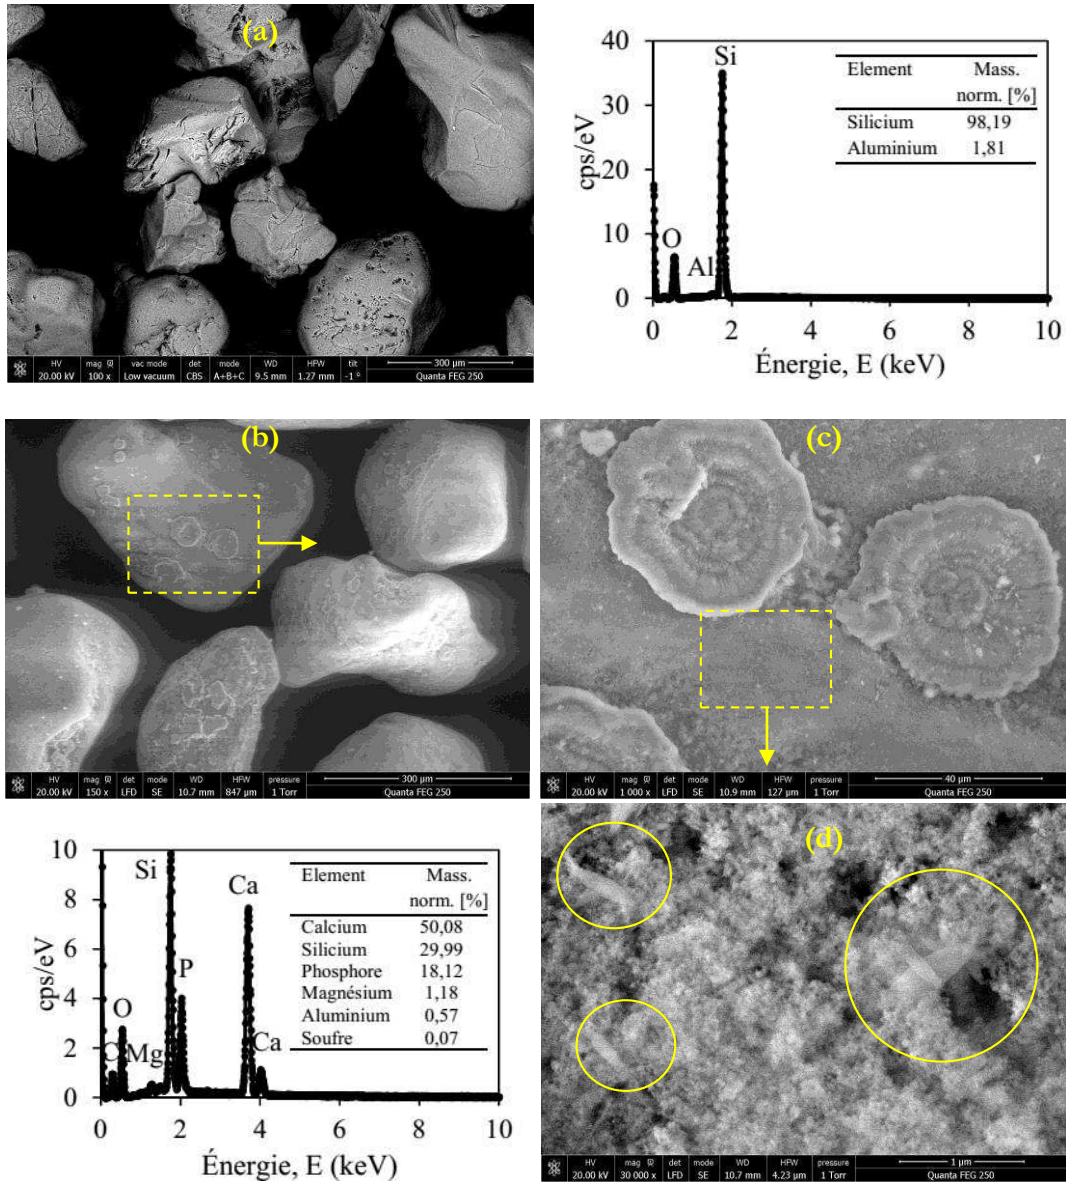 (a)
HV mag vac mode det mode WD HFW tilt 300 µm
20.00 kV 100 x Low vacuum CBS A+B+C 9.5 mm 1.27 mm -1 ° Quanta FEG 250
40
30
20
10
0
cps/eV
Si
O
Al
Element Mass. norm. [%]
Silicium 98,19
Aluminium 1,81
0 2 4 6 8 10
Énergie, E (keV)
(b)
HV mag det mode WD HFW pressure 300 µm
20.00 kV 150 x LFD SE 10.7 mm 847 µm 1 Torr Quanta FEG 250
(c)
HV mag det mode WD HFW pressure 40 µm
20.00 kV 1 000 x LFD SE 10.9 mm 127 µm 1 Torr Quanta FEG 250
10
8
6
4
2
0
cps/eV
Si
Ca
P
O
C
Mg
Ca
Element Mass. norm. [%]
Calcium 50,08
Silicium 29,99
Phosphore 18,12
Magnésium 1,18
Aluminium 0,57
Soufre 0,07
0 2 4 6 8 10
Énergie, E (keV)
(d)
HV mag det mode WD HFW pressure 1 µm
20.00 kV 30 000 x LFD SE 10.7 mm 4.23 µm 1 Torr Quanta FEG 250